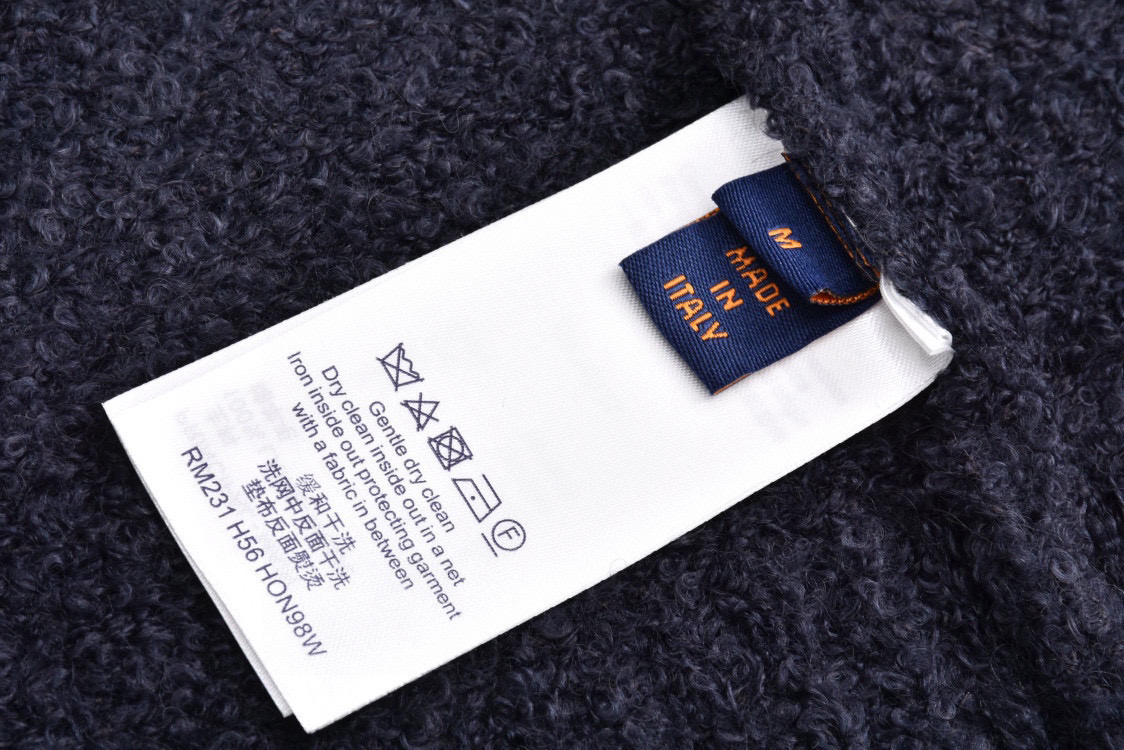 M
MADE
IN
ITALY
F
Gentle dry clean
Dry clean inside out in a net
Iron inside out protecting garment
with a fabric in between
缓和干洗
洗网中反面干洗
垫布反面熨烫
RM231 H56 HON98W